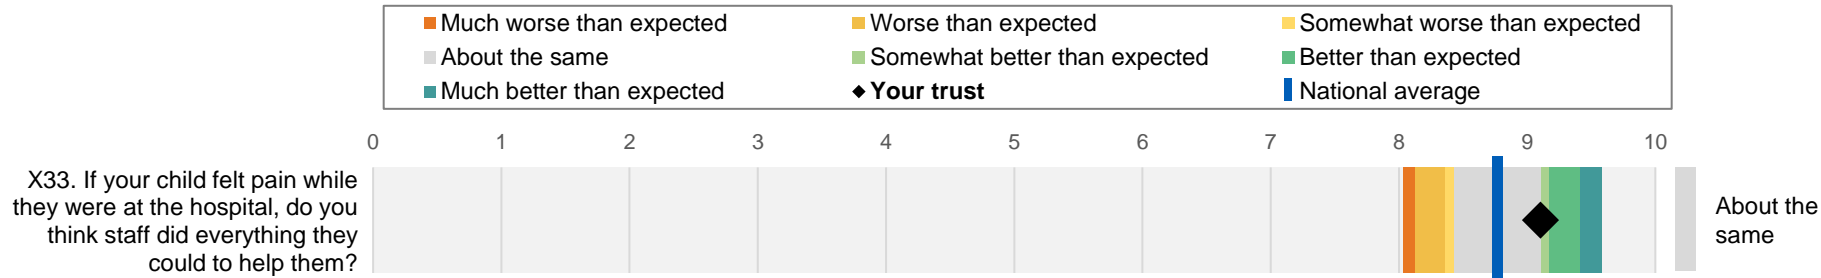 Much worse than expected
Worse than expected
Somewhat worse than expected
About the same
Somewhat better than expected
Better than expected
Much better than expected
Your trust
National average
0 1 2 3 4 5 6 7 8 9 10
X33. If your child felt pain while
they were at the hospital, do you
think staff did everything they
could to help them?
About the
same